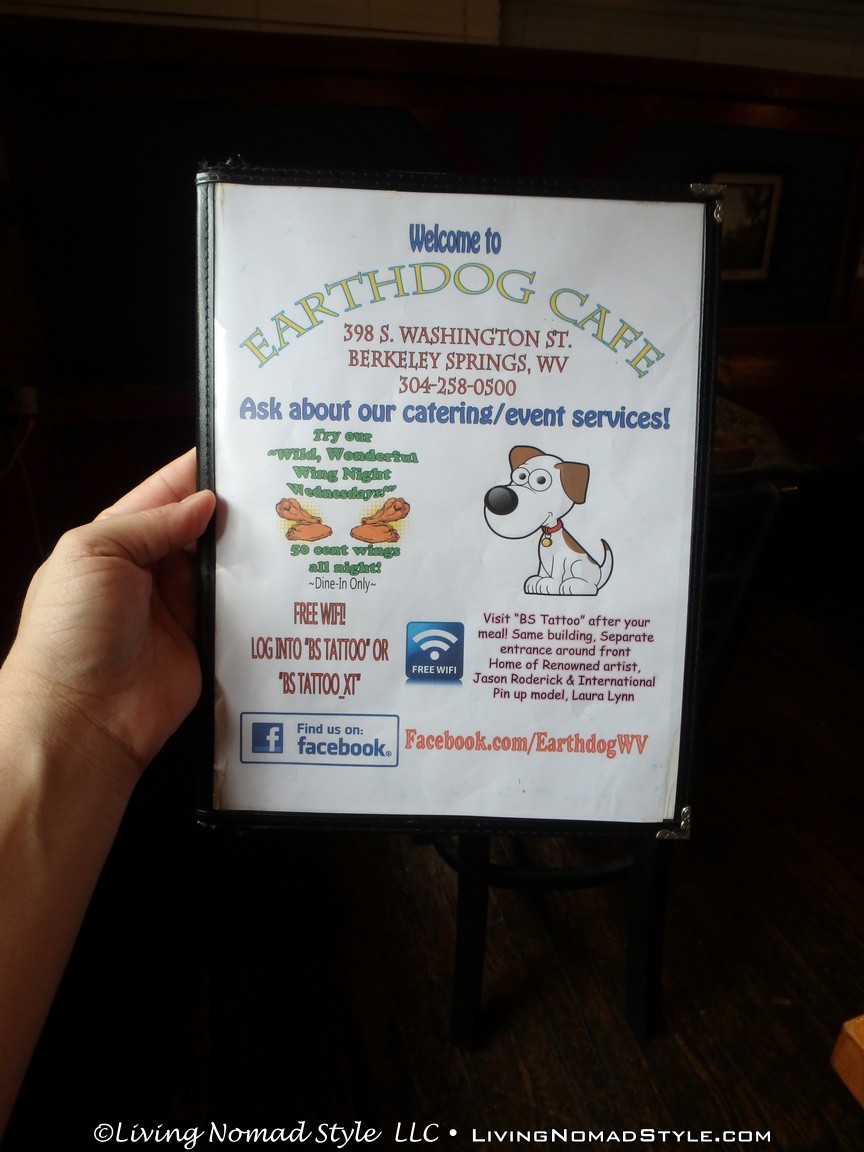 Welcome to
EARTHDOG CAFE
398 S. WASHINGTON ST.
BERKELEY SPRINGS, WV
304-258-0500
Ask about our catering/event services!
Try our
"Wild, Wonderful
Wing Night
Wednesdays!"
50 cent wings
all night!
~Dine-In Only~
FREE WIFI!
LOG INTO "BS TATTOO" OR
"BS TATTOO_XT"
FREE WIFI
Visit "BS Tattoo" after your
meal! Same building, Separate
entrance around front
Home of Renowned artist,
Jason Roderick & International
Pin up model, Laura Lynn
f Find us on:
facebook®
Facebook.com/EarthdogWV
©Living Nomad Style LLC • LivingNomadStyle.com